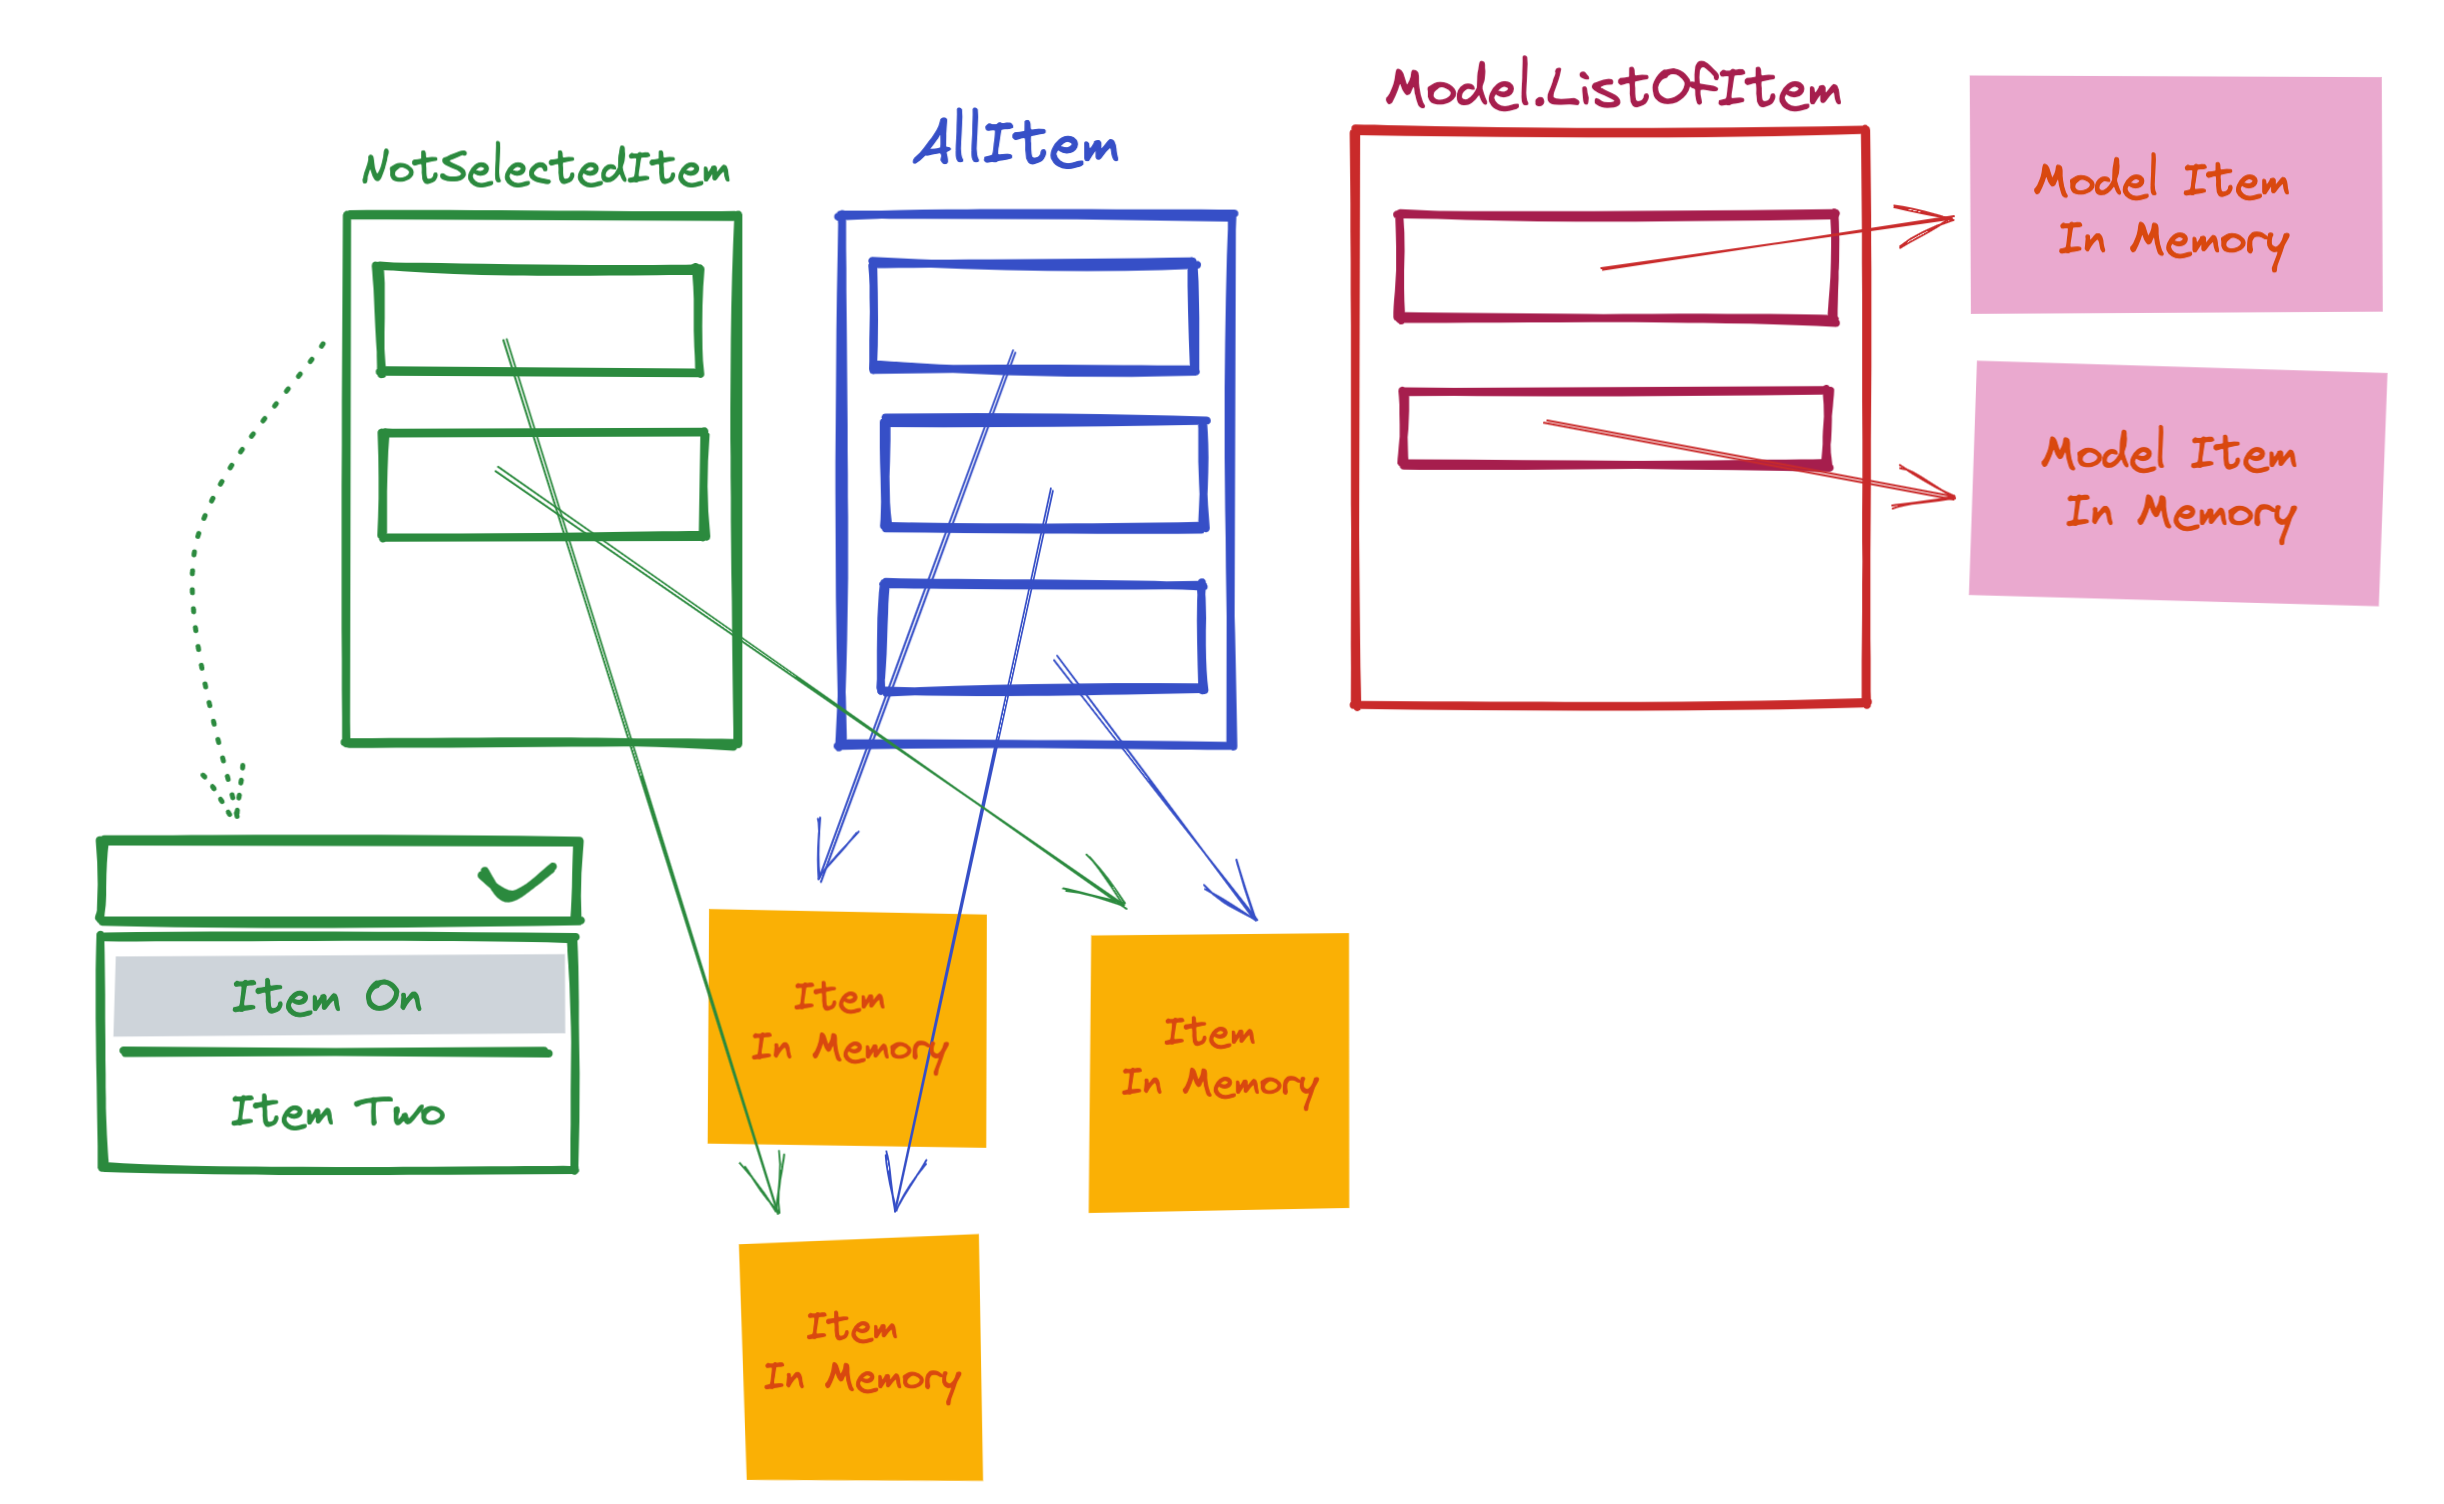 NotSelectedItem
AllItem
Model.ListOfItem
Model Item
In Memory
Model Item
In Memory
Item On
Item Two
Item
In Memory
Item
In Memory
Item
In Memory